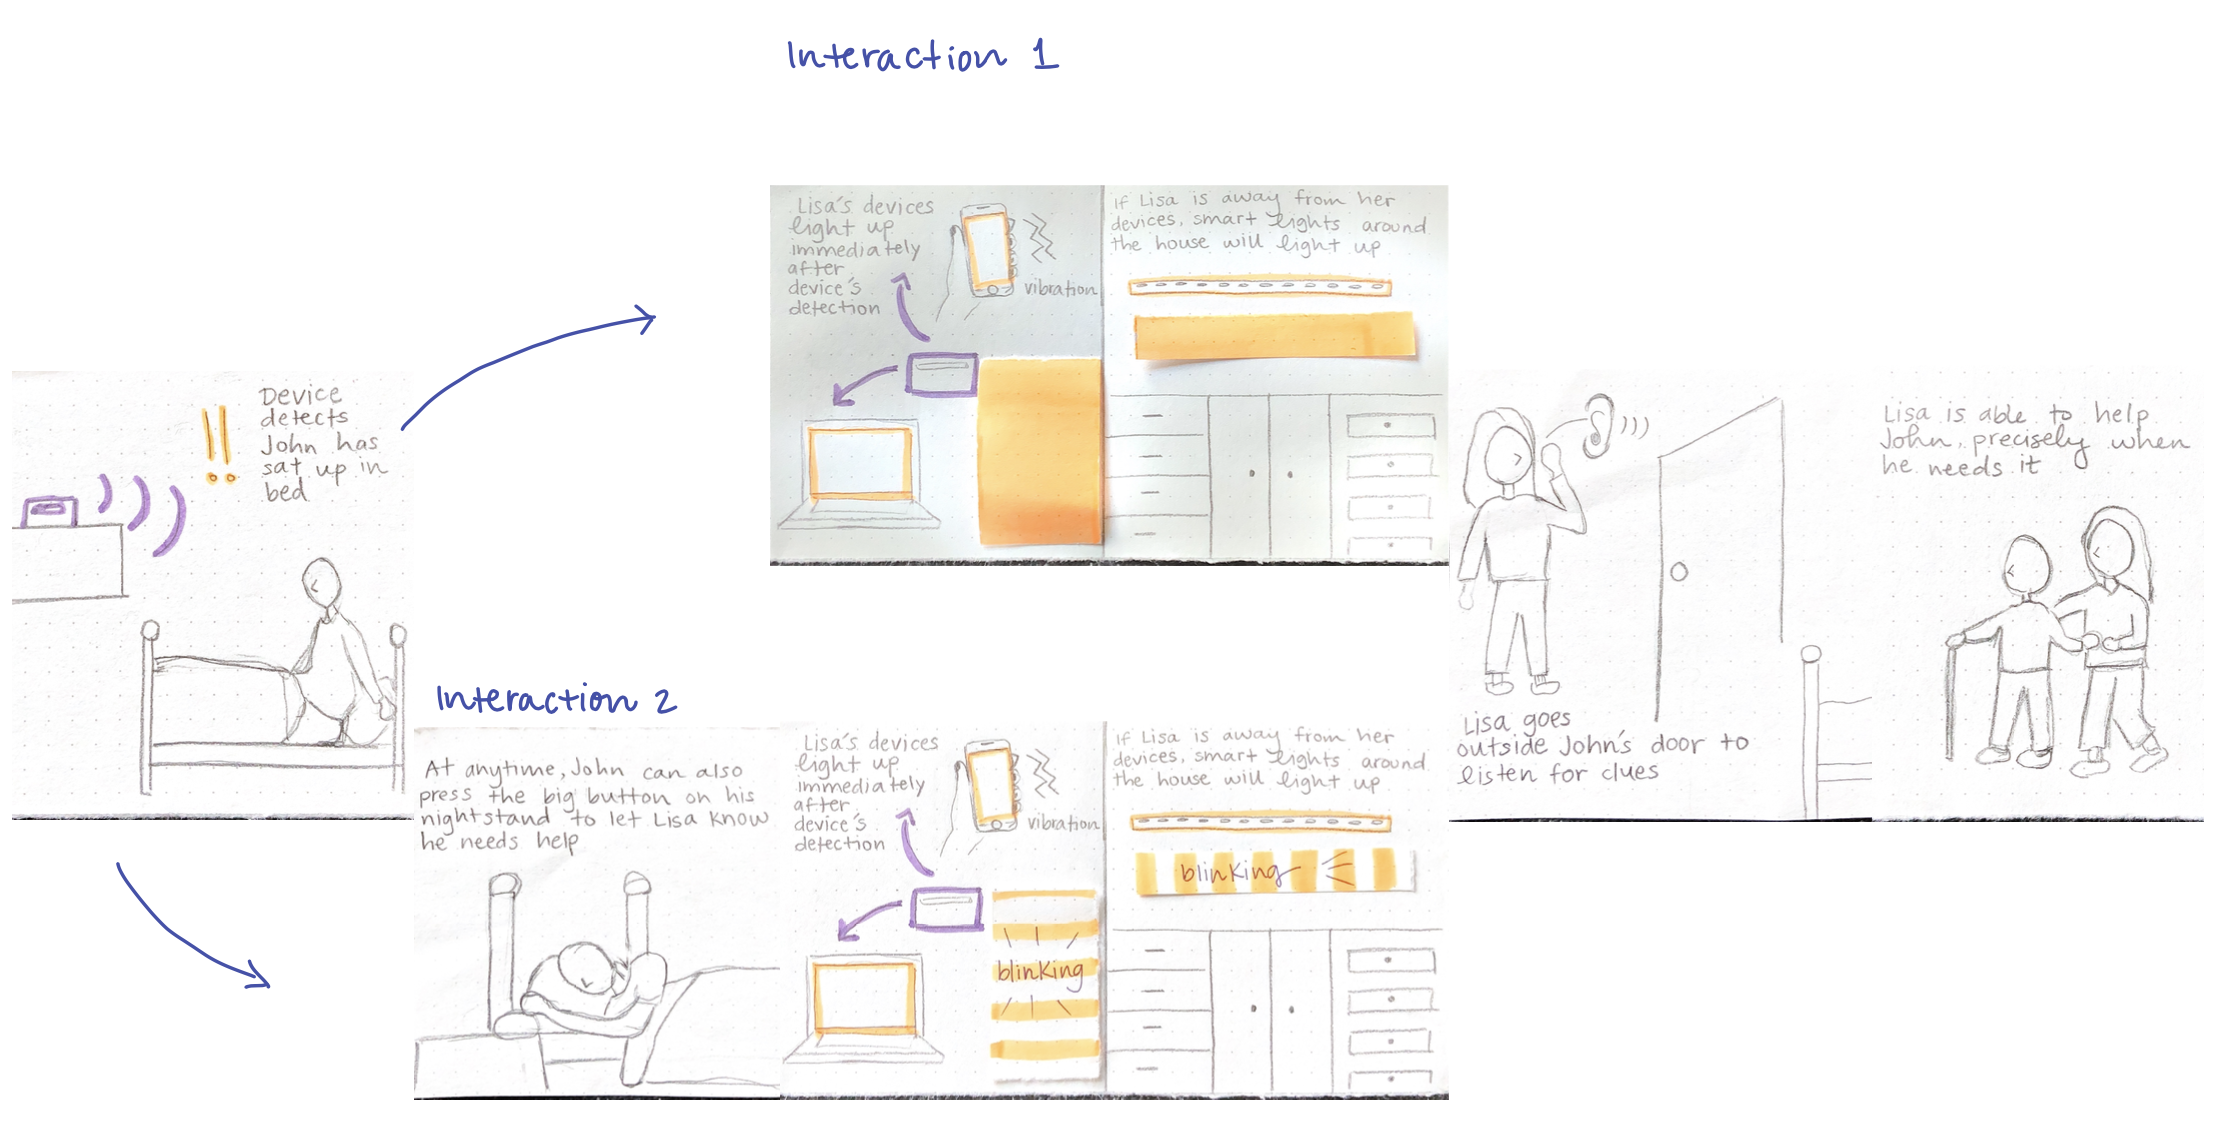 Interaction 1
Device
detects
John has
sat up in
bed
Lisa's devices
light up
immediately
after
device's
detection
vibration
If Lisa is away from her
devices, smart lights around
the house will light up
Interaction 2
At anytime, John can also
press the big button on his
nightstand to let Lisa know
he needs help
Lisa's devices
light up
immediately
after
device's
detection
vibration
blinking
If Lisa is away from her
devices, smart lights around
the house will light up
blinking
Lisa goes
outside John's door to
listen for clues
Lisa is able to help
John, precisely when
he needs it